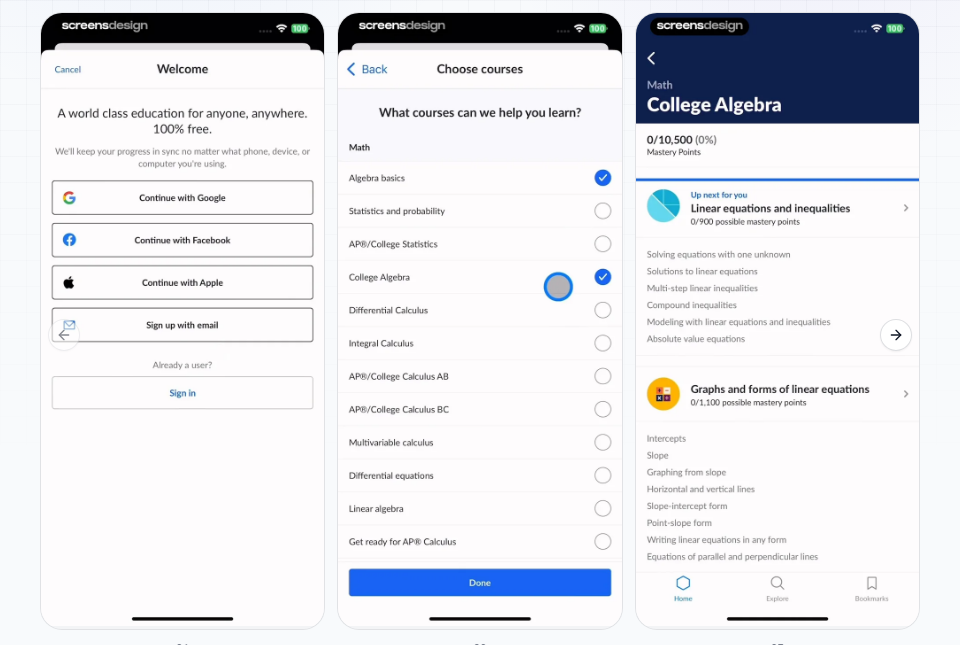 screensdesign
100
Cancel
Welcome
A world class education for anyone, anywhere.
100% free.
We'll keep your progress in sync no matter what phone, device, or
computer you're using.
Continue with Google
Continue with Facebook
Continue with Apple
Sign up with email
Already a user?
Sign in
screensdesign
100
Back
Choose courses
What courses can we help you learn?
Math
Algebra basics
Statistics and probability
AP®/College Statistics
College Algebra
Differential Calculus
Integral Calculus
AP®/College Calculus AB
AP®/College Calculus BC
Multivariable calculus
Differential equations
Linear algebra
Get ready for AP® Calculus
Done
screensdesign
100
Math
College Algebra
0/10,500 (0%)
Mastery Points
Up next for you
Linear equations and inequalities
0/900 possible mastery points
Solving equations with one unknown
Solutions to linear equations
Multi-step linear inequalities
Compound inequalities
Modeling with linear equations and inequalities
Absolute value equations
Graphs and forms of linear equations
0/1,100 possible mastery points
Intercepts
Slope
Graphing from slope
Horizontal and vertical lines
Slope-intercept form
Point-slope form
Writing linear equations in any form
Equations of parallel and perpendicular lines
Home
Explore
Bookmarks